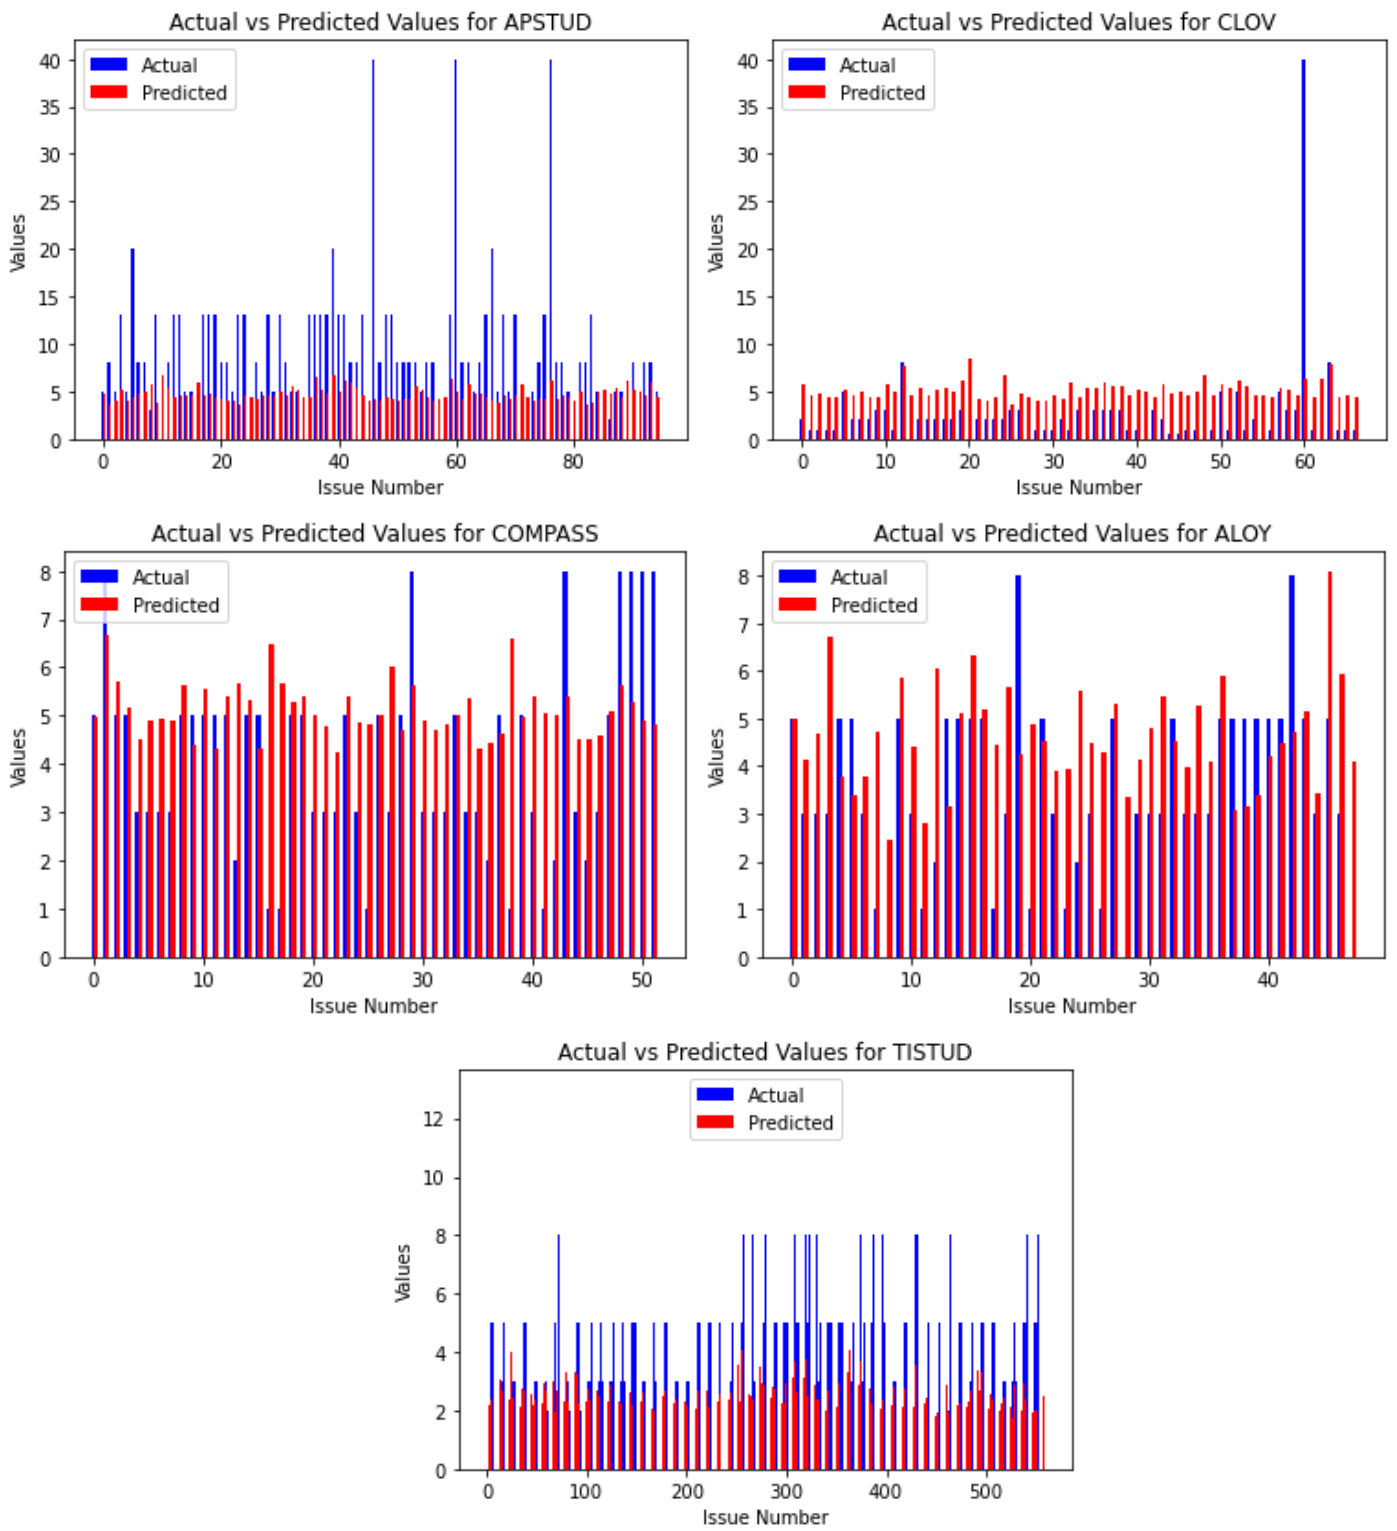 Actual vs Predicted Values for APSTUD
Actual
Predicted
40
35
30
25
20
15
10
5
0
Values
0 20 40 60 80
Issue Number
Actual vs Predicted Values for CLOV
Actual
Predicted
40
35
30
25
20
15
10
5
0
Values
0 10 20 30 40 50 60
Issue Number
Actual vs Predicted Values for COMPASS
Actual
Predicted
8
7
6
5
4
3
2
1
0
Values
0 10 20 30 40 50
Issue Number
Actual vs Predicted Values for ALOY
Actual
Predicted
8
7
6
5
4
3
2
1
0
Values
0 10 20 30 40
Issue Number
Actual vs Predicted Values for TISTUD
Actual
Predicted
12
10
8
6
4
2
0
Values
0 100 200 300 400 500
Issue Number